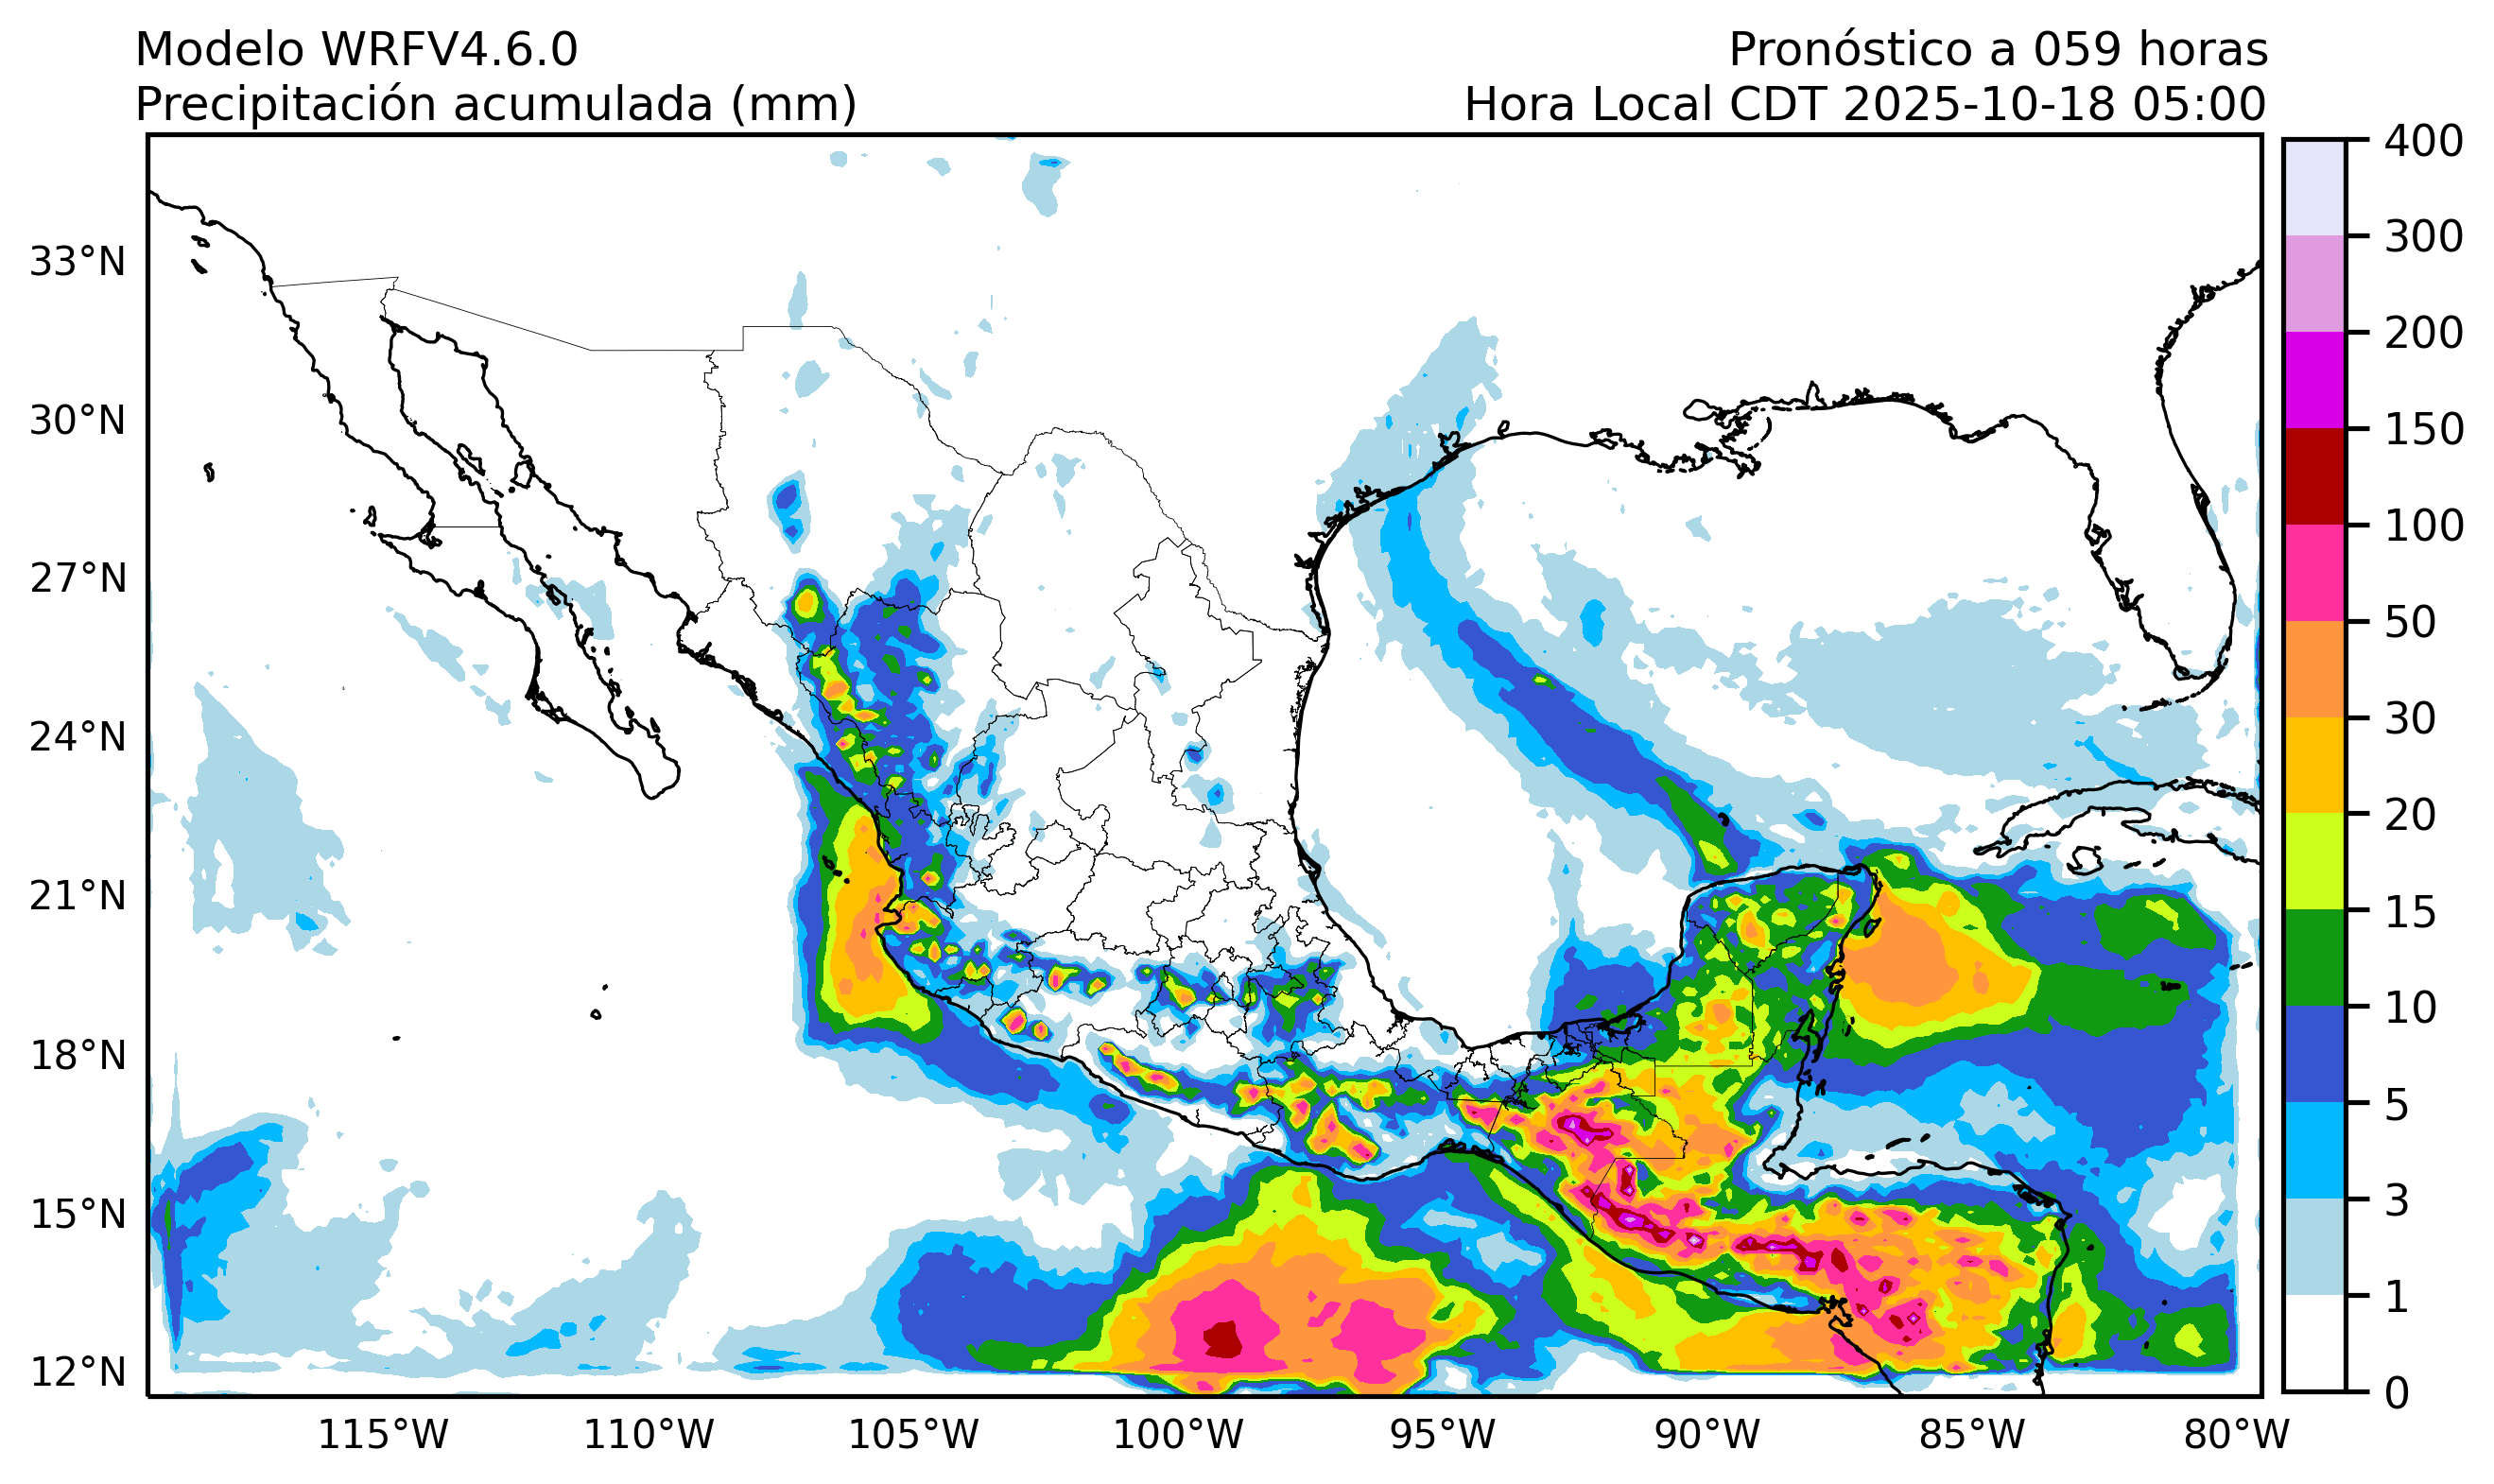 Modelo WRFV4.6.0
Pronóstico a 059 horas
Precipitación acumulada (mm)
Hora Local CDT 2025-10-18 05:00
33°N
30°N
27°N
24°N
21°N
18°N
15°N
12°N
115°W
110°W
105°W
100°W
95°W
90°W
85°W
80°W
400
300
200
150
100
50
30
20
15
10
5
3
1
0